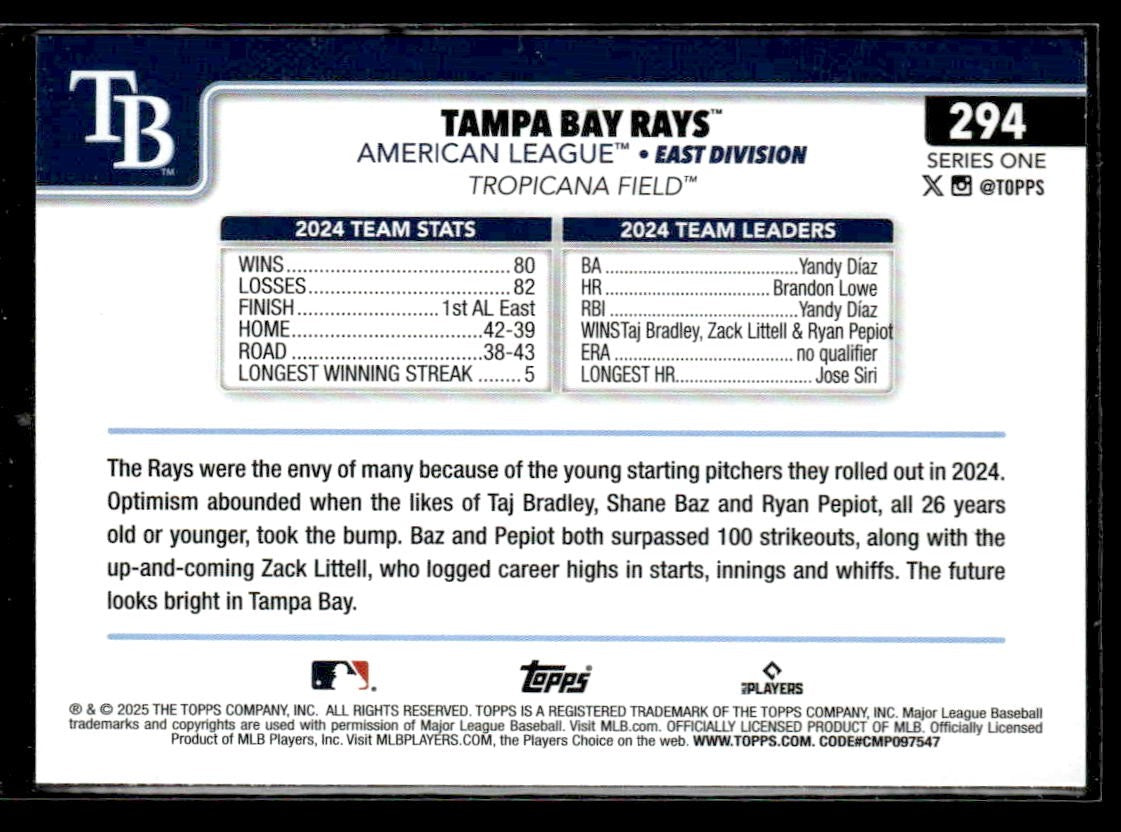 TB™
TAMPA BAY RAYS™
294
AMERICAN LEAGUE™ • EAST DIVISION
SERIES ONE
TROPICANA FIELD™
X @TOPPS
2024 TEAM STATS
WINS........................................80
LOSSES....................................82
FINISH.........................1st AL East
HOME..................................42-39
ROAD ..................................38-43
LONGEST WINNING STREAK ........5
2024 TEAM LEADERS
BA ......................................Yandy Díaz
HR .................................Brandon Lowe
RBI .....................................Yandy Díaz
WINSTaj Bradley, Zack Littell & Ryan Pepiot
ERA ...................................no qualifier
LONGEST HR...........................Jose Siri
The Rays were the envy of many because of the young starting pitchers they rolled out in 2024.
Optimism abounded when the likes of Taj Bradley, Shane Baz and Ryan Pepiot, all 26 years
old or younger, took the bump. Baz and Pepiot both surpassed 100 strikeouts, along with the
up-and-coming Zack Littell, who logged career highs in starts, innings and whiffs. The future
looks bright in Tampa Bay.
topps®
PLAYERS
® & © 2025 THE TOPPS COMPANY, INC. ALL RIGHTS RESERVED. TOPPS IS A REGISTERED TRADEMARK OF THE TOPPS COMPANY, INC. Major League Baseball
trademarks and copyrights are used with permission of Major League Baseball. Visit MLB.com. OFFICIALLY LICENSED PRODUCT OF MLB. Officially Licensed
Product of MLB Players, Inc. Visit MLBPLAYERS.COM, the Players Choice on the web. WWW.TOPPS.COM. CODE#CMP097547